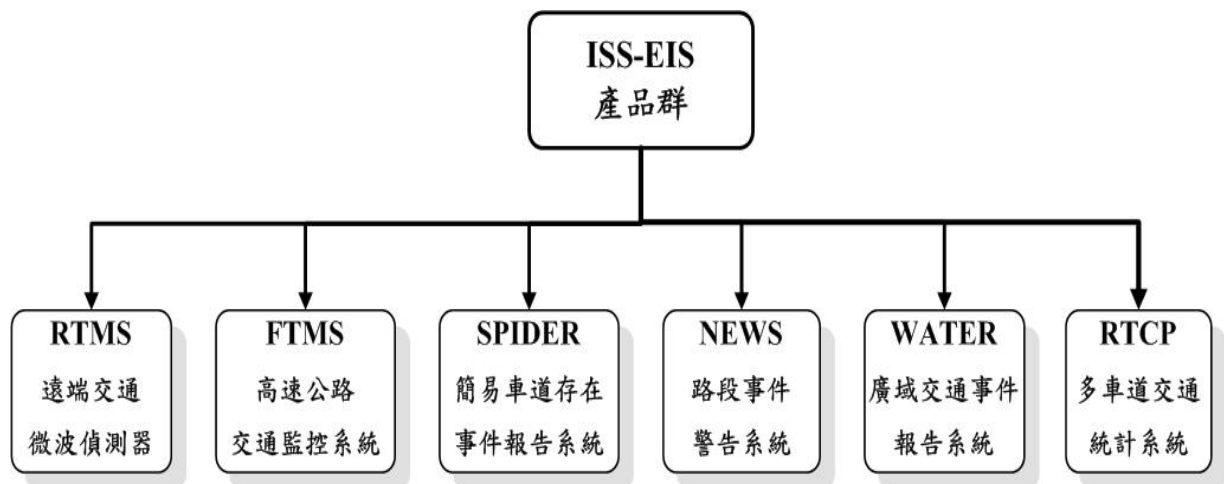 ISS-EIS
產品群
RTMS
遠端交通
微波偵測器
FTMS
高速公路
交通監控系統
SPIDER
簡易車道存在
事件報告系統
NEWS
路段事件
警告系統
WATER
廣域交通事件
報告系統
RTCP
多車道交通
統計系統